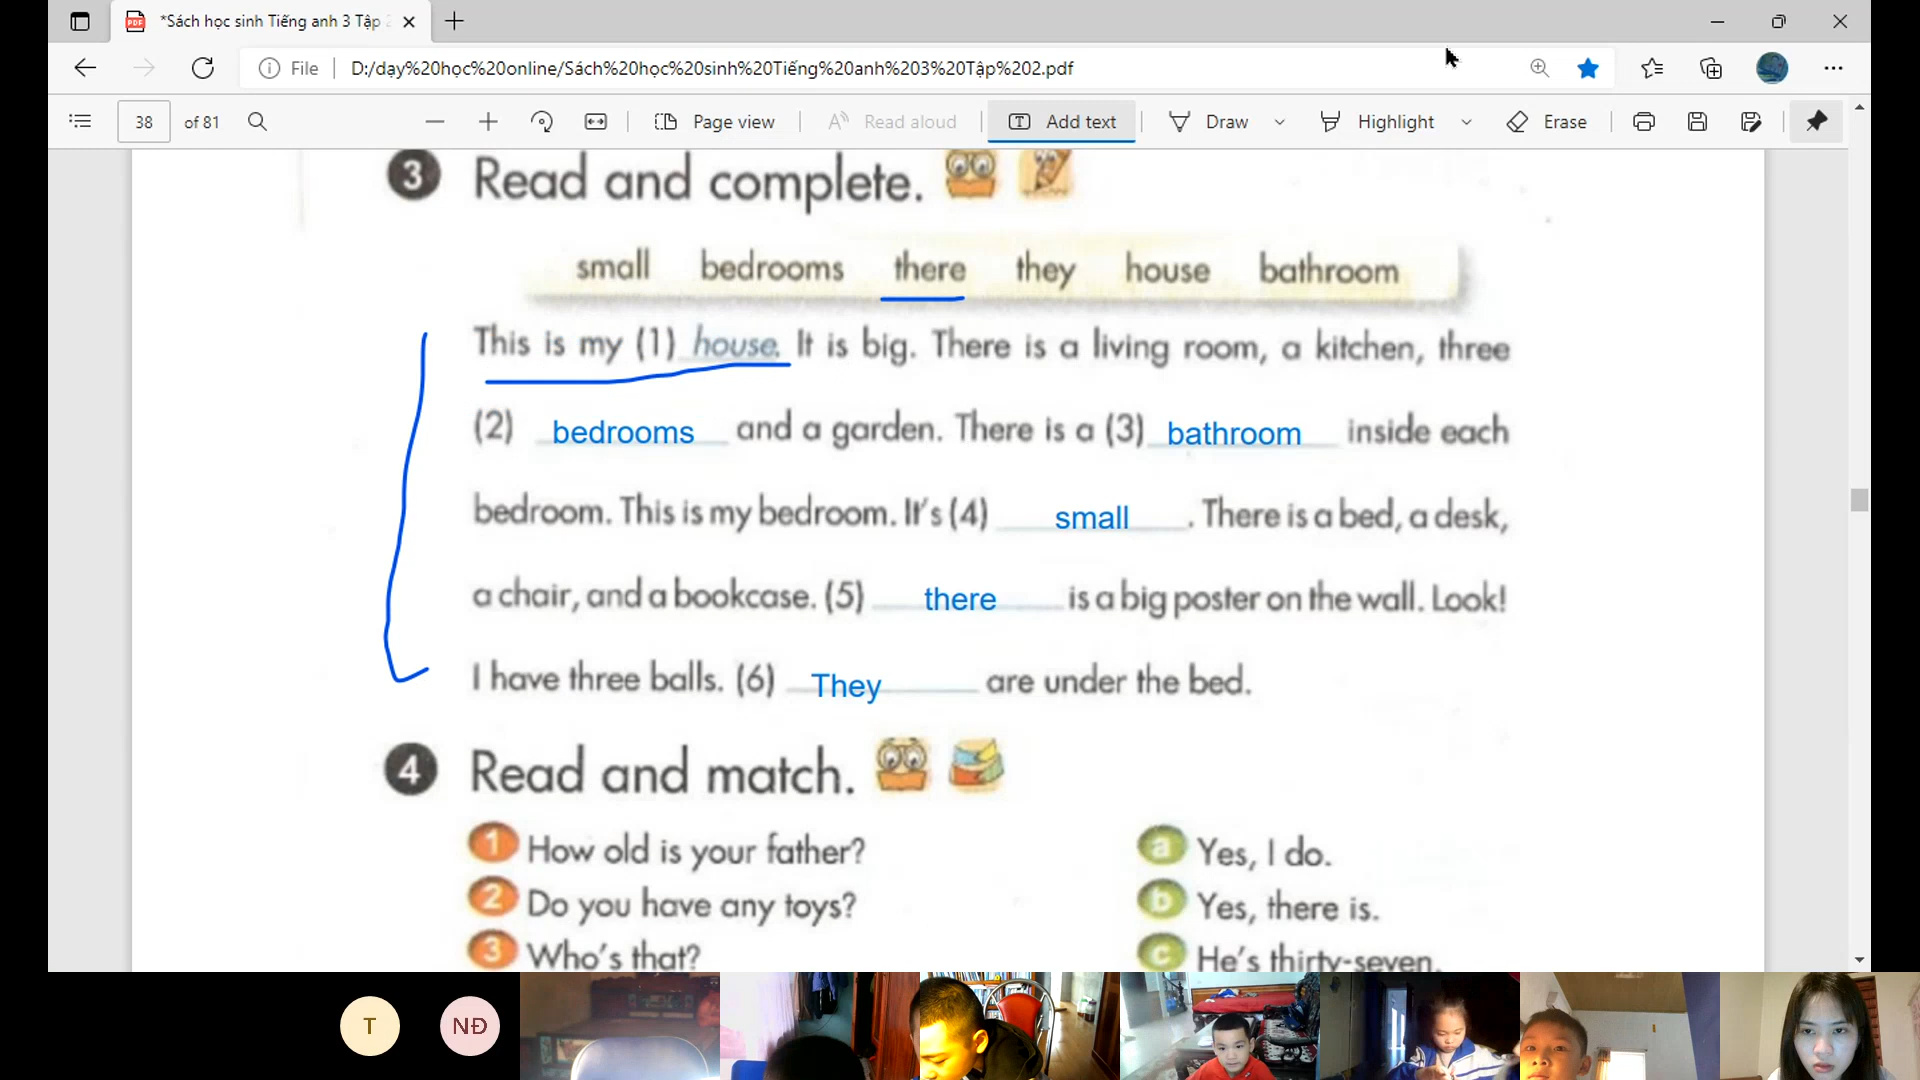 *Sách học sinh Tiếng anh 3 Tập 2
File D:/dạy%20học%20online/Sách%20học%20sinh%20Tiếng%20anh%203%20Tập%202.pdf
38 of 81 Page view Read aloud Add text Draw Highlight Erase
3 Read and complete.
small bedrooms there they house bathroom
This is my (1) house. It is big. There is a living room, a kitchen, three
(2) bedrooms and a garden. There is a (3) bathroom inside each
bedroom. This is my bedroom. It's (4) small . There is a bed, a desk,
a chair, and a bookcase. (5) there is a big poster on the wall. Look!
I have three balls. (6) They are under the bed.
4 Read and match.
1 How old is your father? a Yes, I do.
2 Do you have any toys? b Yes, there is.
3 Who's that? c He's thirty-seven.
T NĐ